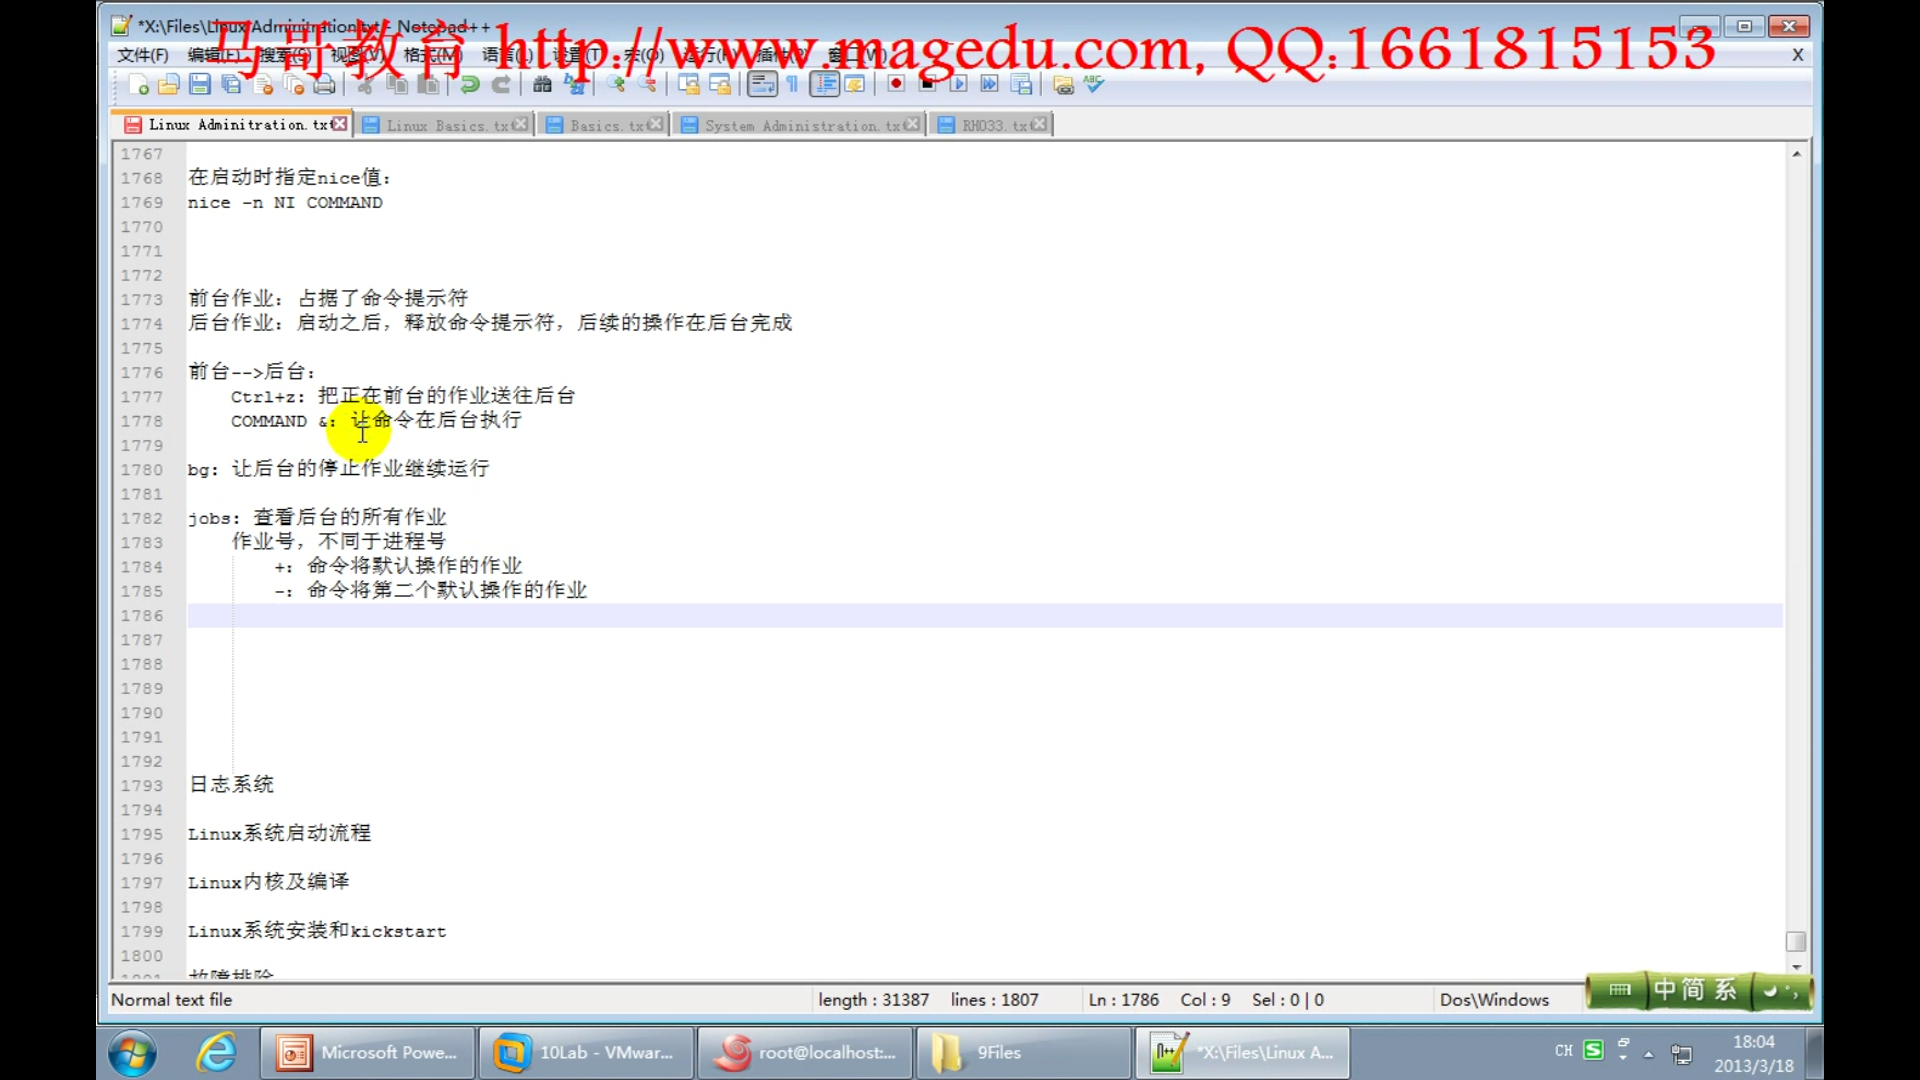 *X:\Files\Linux Adminitration.txt - Notepad++
马哥教育 http://www.magedu.com, QQ:1661815153
文件(F) 编辑(E) 搜索(S) 视图(V) 格式(M) 语言(L) 设置(T) 宏(O) 运行(R) 插件(P) 窗口(W) X
Linux Adminitration.txt Linux Basics.txt Basics.txt System Administration.txt RH033.txt
1767
1768 在启动时指定nice值:
1769 nice -n NI COMMAND
1770
1771
1772
1773 前台作业: 占据了命令提示符
1774 后台作业: 启动之后, 释放命令提示符, 后续的操作在后台完成
1775
1776 前台-->后台:
1777 Ctrl+z: 把正在前台的作业送往后台
1778 COMMAND &: 让命令在后台执行
1779
1780 bg: 让后台的停止作业继续运行
1781
1782 jobs: 查看后台的所有作业
1783 作业号, 不同于进程号
1784 +: 命令将默认操作的作业
1785 -: 命令将第二个默认操作的作业
1786
1787
1788
1789
1790
1791
1792
1793 日志系统
1794
1795 Linux系统启动流程
1796
1797 Linux内核及编译
1798
1799 Linux系统安装和kickstart
1800
1801 故障排除
Normal text file length : 31387 lines : 1807 Ln : 1786 Col : 9 Sel : 0 | 0 Dos\Windows
中简系
Microsoft Powe... 10Lab - VMwar... root@localhost:... 9Files *X:\Files\Linux A... CH 18:04
2013/3/18